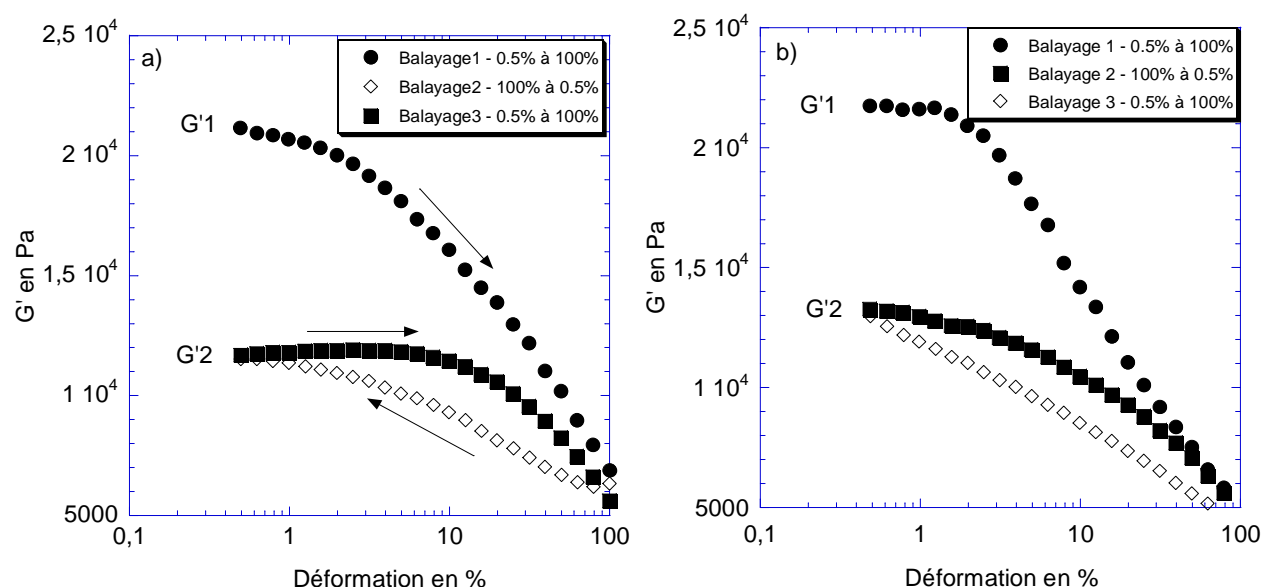 a)
Balayage1 - 0.5% à 100%
Balayage2 - 100% à 0.5%
Balayage3 - 0.5% à 100%
G'1
G'2
G' en Pa
2,5 10⁴
2 10⁴
1,5 10⁴
1 10⁴
5000
0,1 1 10 100
Déformation en %
b)
Balayage 1 - 0.5% à 100%
Balayage 2 - 100% à 0.5%
Balayage 3 - 0.5% à 100%
G'1
G'2
G' en Pa
2,5 10⁴
2 10⁴
1,5 10⁴
1 10⁴
5000
0,1 1 10 100
Déformation en %